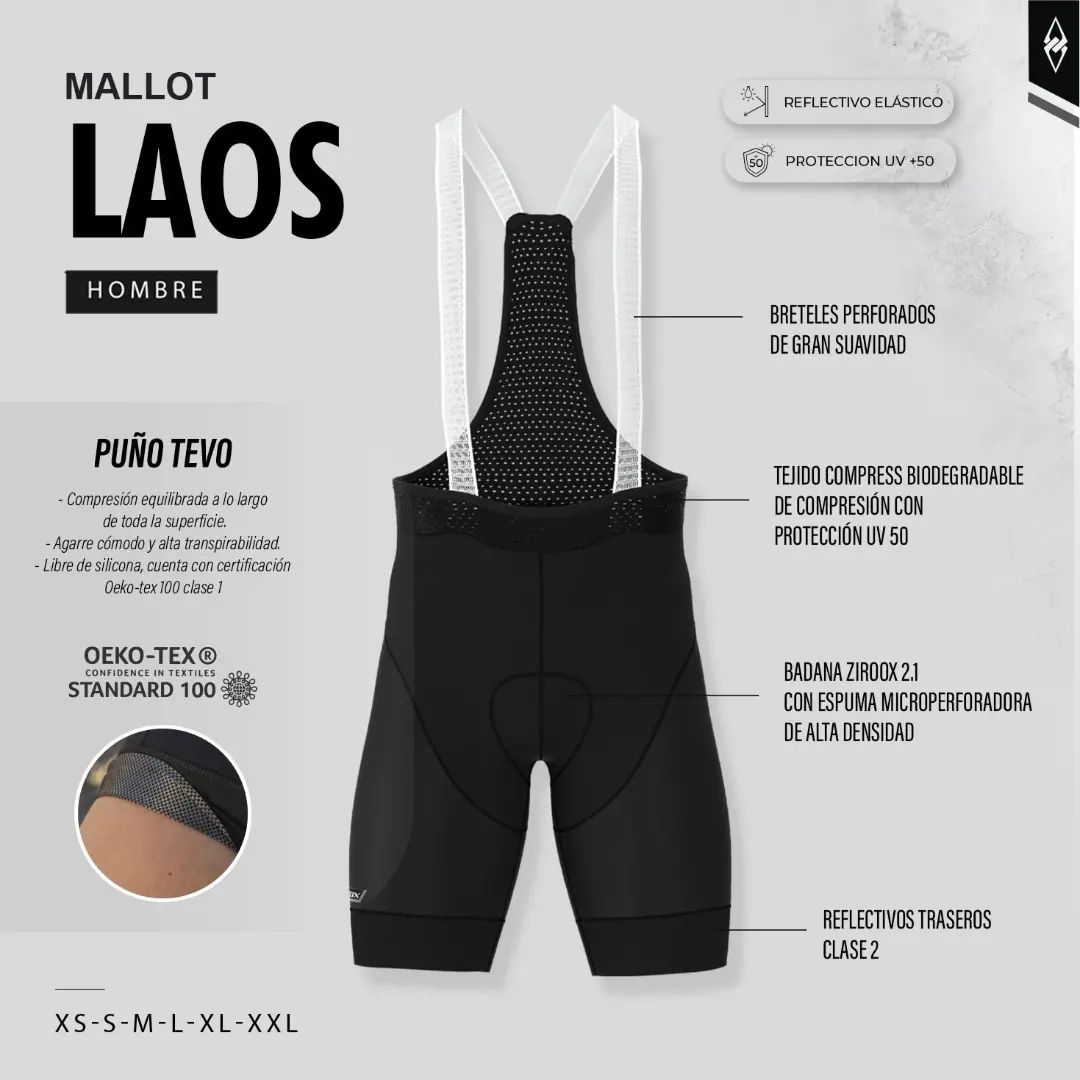 MALLOT
LAOS
HOMBRE
REFLECTIVO ELÁSTICO
50
PROTECCION UV +50
BRETELES PERFORADOS
DE GRAN SUAVIDAD
PUÑO TEVO
- Compresión equilibrada a lo largo
de toda la superficie.
- Agarre cómodo y alta transpirabilidad.
- Libre de silicona, cuenta con certificación
Oeko-tex 100 clase 1
TEJIDO COMPRESS BIODEGRADABLE
DE COMPRESIÓN CON
PROTECCIÓN UV 50
OEKO-TEX®
CONFIDENCE IN TEXTILES
STANDARD 100
BADANA ZIROOX 2.1
CON ESPUMA MICROPERFORADORA
DE ALTA DENSIDAD
REFLECTIVOS TRASEROS
CLASE 2
XS-S-M-L-XL-XXL